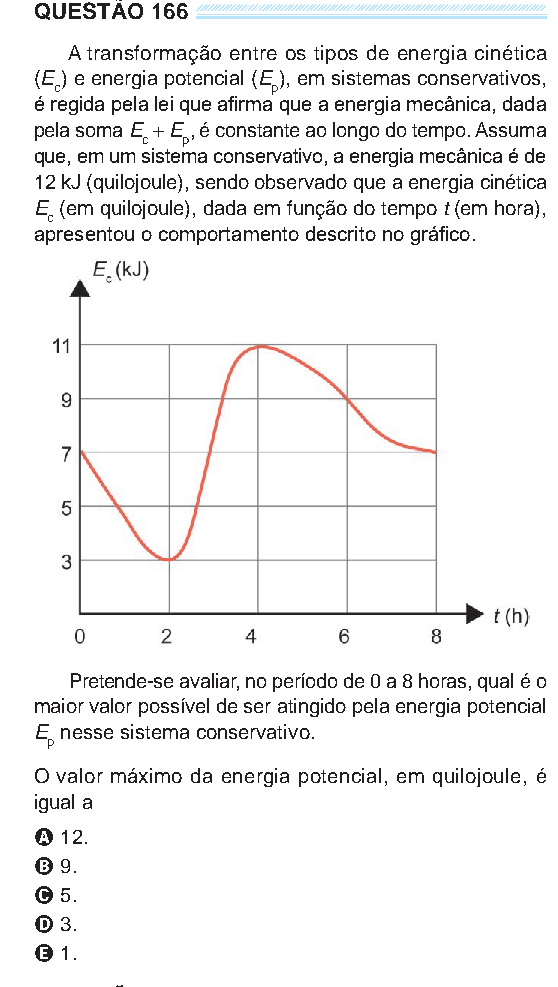 QUESTÃO 166
A transformação entre os tipos de energia cinética
(Ec) e energia potencial (Ep), em sistemas conservativos,
é regida pela lei que afirma que a energia mecânica, dada
pela soma Ec + Ep, é constante ao longo do tempo. Assuma
que, em um sistema conservativo, a energia mecânica é de
12 kJ (quilojoule), sendo observado que a energia cinética
Ec (em quilojoule), dada em função do tempo t (em hora),
apresentou o comportamento descrito no gráfico.
Ec (kJ)
11
9
7
5
3
0 2 4 6 8
t (h)
Pretende-se avaliar, no período de 0 a 8 horas, qual é o
maior valor possível de ser atingido pela energia potencial
Ep nesse sistema conservativo.
O valor máximo da energia potencial, em quilojoule, é
igual a
A 12.
B 9.
C 5.
D 3.
E 1.